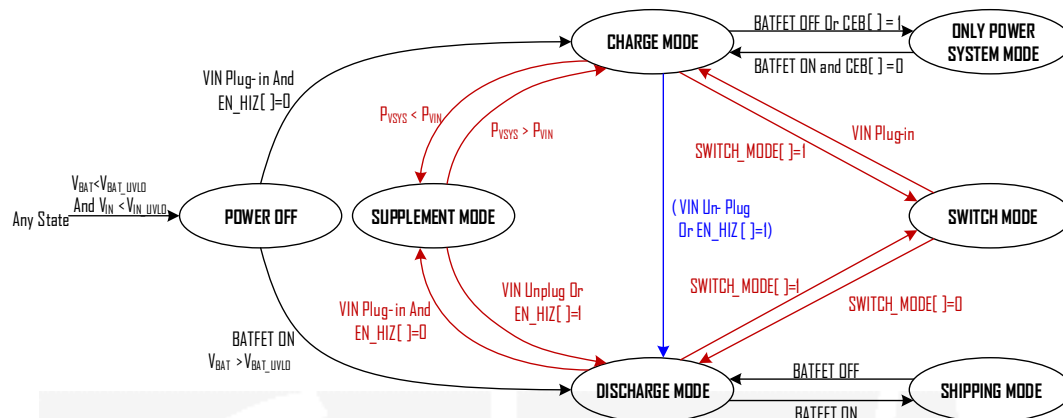 BATFET OFF Or CEB[ ] = 1
CHARGE MODE
ONLY POWER
SYSTEM MODE
BATFET ON and CEB[ ] =0
VIN Plug- in And
EN_HIZ[ ]=0
PVSYS < PVIN
PVSYS > PVIN
VIN Plug-in
SWITCH_MODE[ ]=1
VBAT<VBAT_UVLO
And VIN <VIN_UVLO
Any State
POWER OFF
SUPPLEMENT MODE
( VIN Un- Plug
Or EN_HIZ [ ]=1)
SWITCH MODE
VIN Plug- in And
EN_HIZ[ ]=0
VIN Unplug Or
EN_HIZ[ ]=1
SWITCH_MODE[ ]=1
SWITCH_MODE[ ]=0
BATFET ON
VBAT >VBAT_UVLO
DISCHARGE MODE
BATFET OFF
SHIPPING MODE
BATFET ON